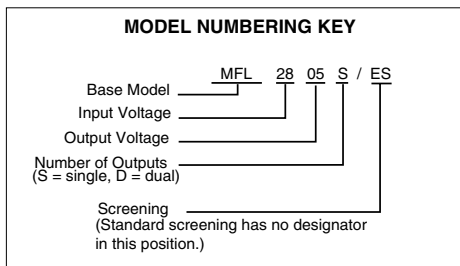 MODEL NUMBERING KEY
MFL 28 05 S / ES
Base Model
Input Voltage
Output Voltage
Number of Outputs
(S = single, D = dual)
Screening
(Standard screening has no designator
in this position.)